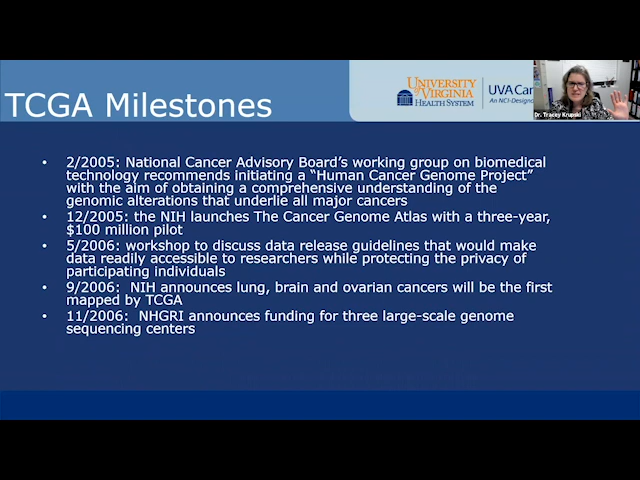 TCGA Milestones
UNIVERSITY
of VIRGINIA
HEALTH SYSTEM
UVA Can
An NCI-Designa
Dr. Tracey Krupski
• 2/2005: National Cancer Advisory Board's working group on biomedical
technology recommends initiating a "Human Cancer Genome Project"
with the aim of obtaining a comprehensive understanding of the
genomic alterations that underlie all major cancers
• 12/2005: the NIH launches The Cancer Genome Atlas with a three-year,
$100 million pilot
• 5/2006: workshop to discuss data release guidelines that would make
data readily accessible to researchers while protecting the privacy of
participating individuals
• 9/2006: NIH announces lung, brain and ovarian cancers will be the first
mapped by TCGA
• 11/2006: NHGRI announces funding for three large-scale genome
sequencing centers